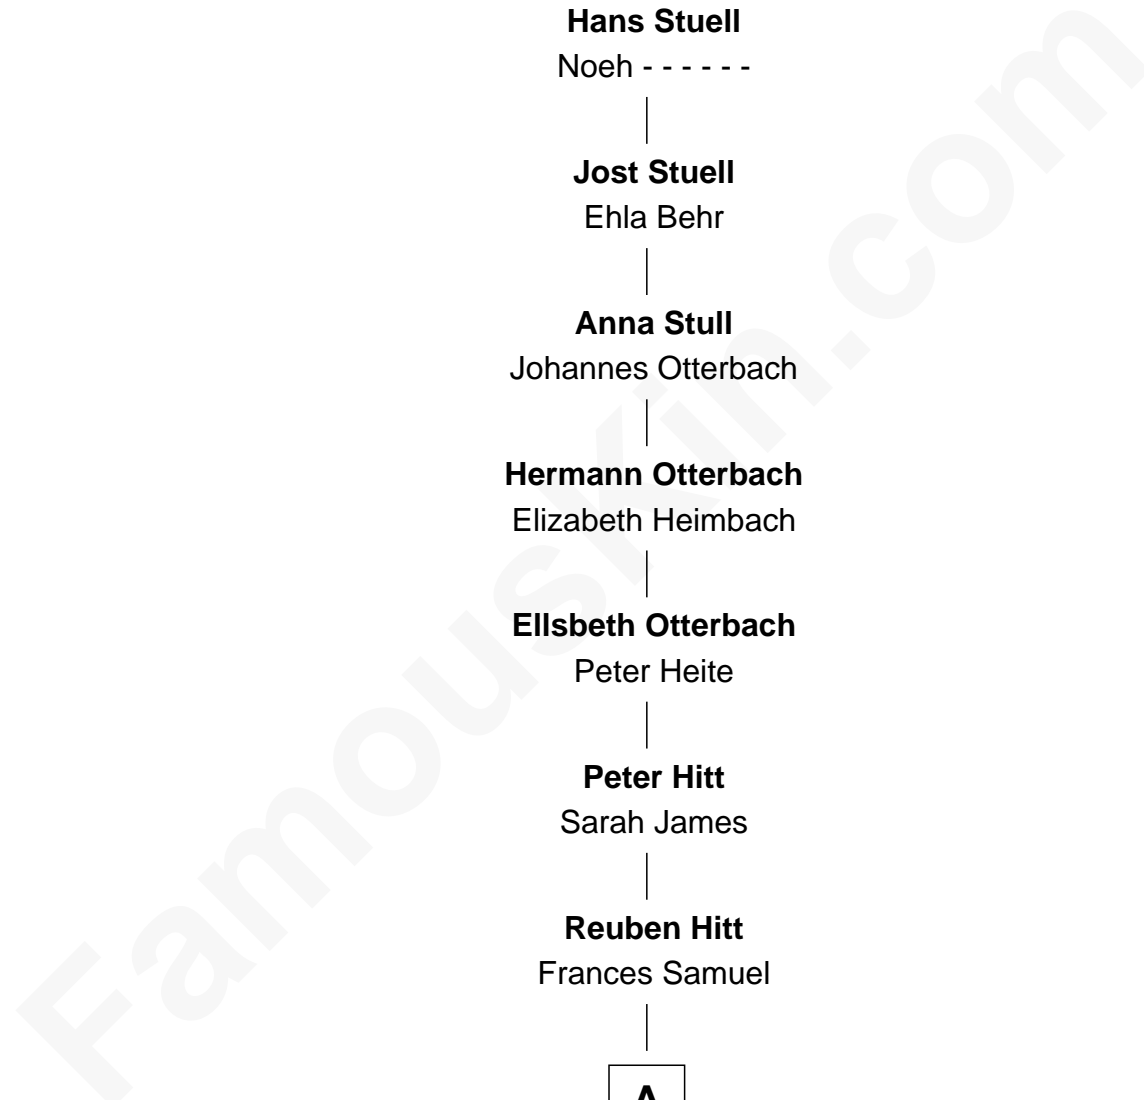 Hans Stuell
Noeh - - - - - -
Jost Stuell
Ehla Behr
Anna Stull
Johannes Otterbach
Hermann Otterbach
Elizabeth Heimbach
Ellsbeth Otterbach
Peter Heite
Peter Hitt
Sarah James
Reuben Hitt
Frances Samuel
A
FamousKin.com